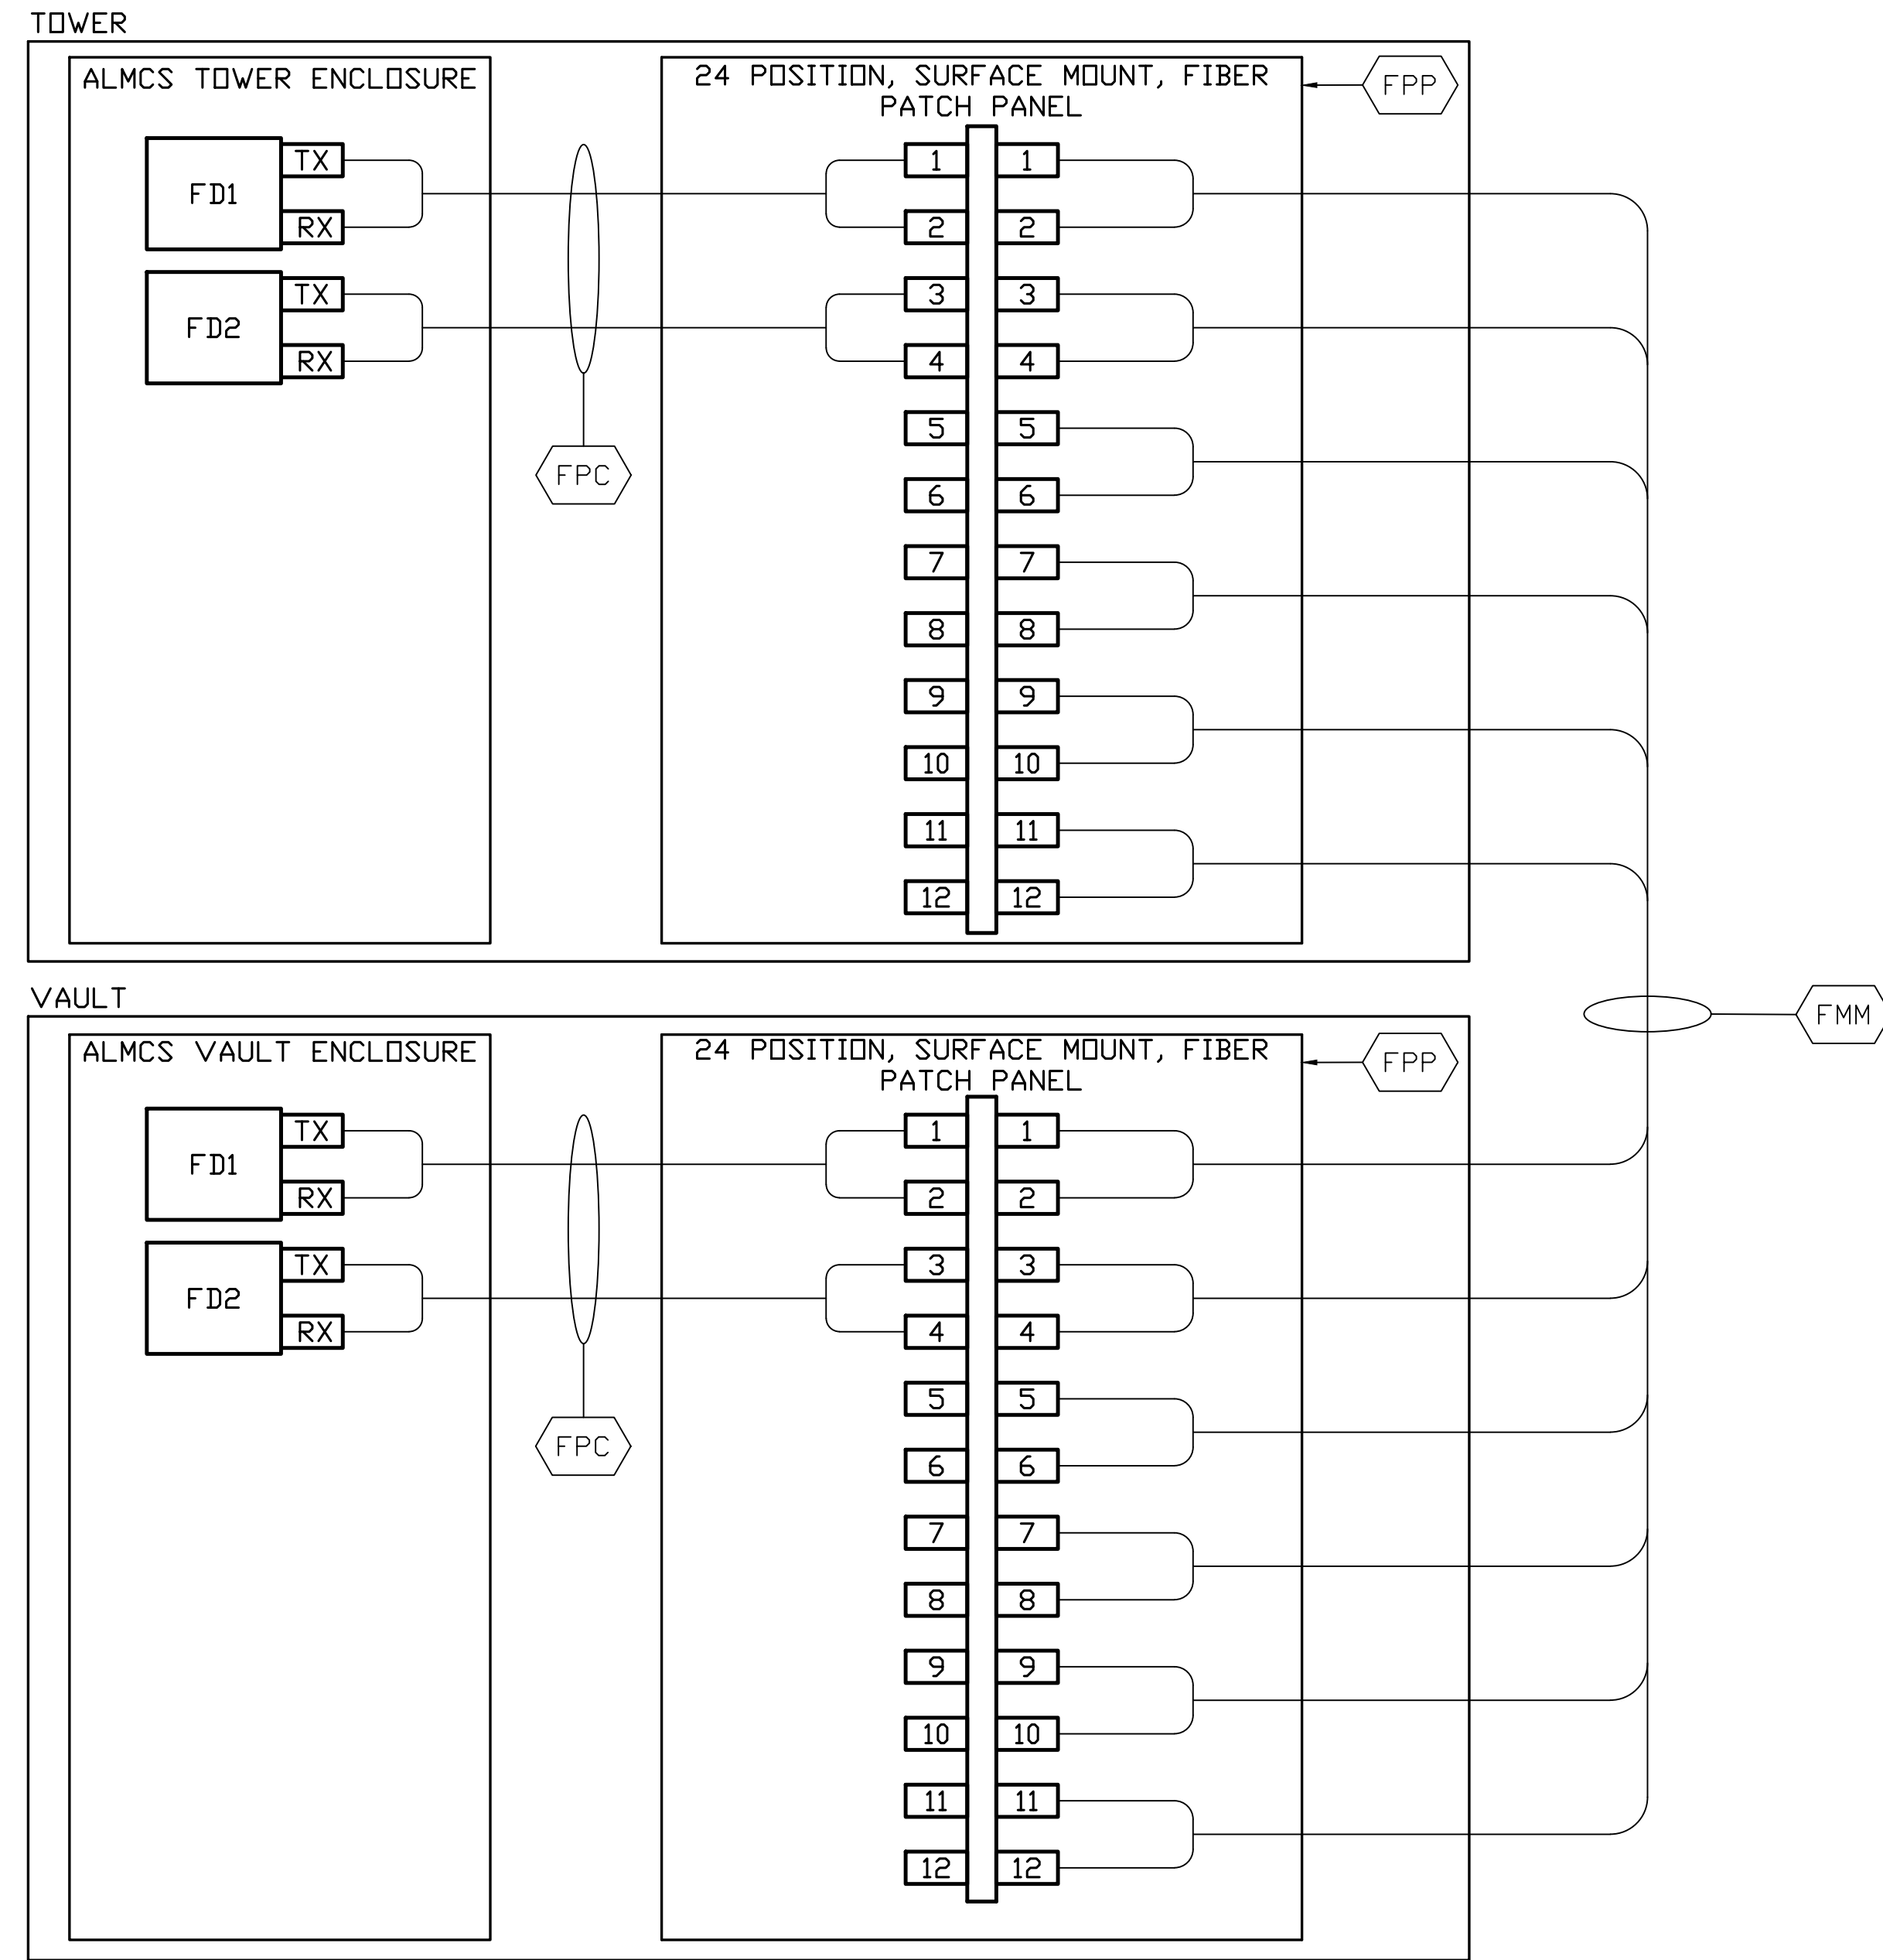 TOWER
ALMCS TOWER ENCLOSURE
24 POSITION, SURFACE MOUNT, FIBER
PATCH PANEL
FPP
FD1
TX
RX
FD2
TX
RX
FPC
1 1
2 2
3 3
4 4
5 5
6 6
7 7
8 8
9 9
10 10
11 11
12 12
FMM
VAULT
ALMCS VAULT ENCLOSURE
24 POSITION, SURFACE MOUNT, FIBER
PATCH PANEL
FPP
FD1
TX
RX
FD2
TX
RX
FPC
1 1
2 2
3 3
4 4
5 5
6 6
7 7
8 8
9 9
10 10
11 11
12 12